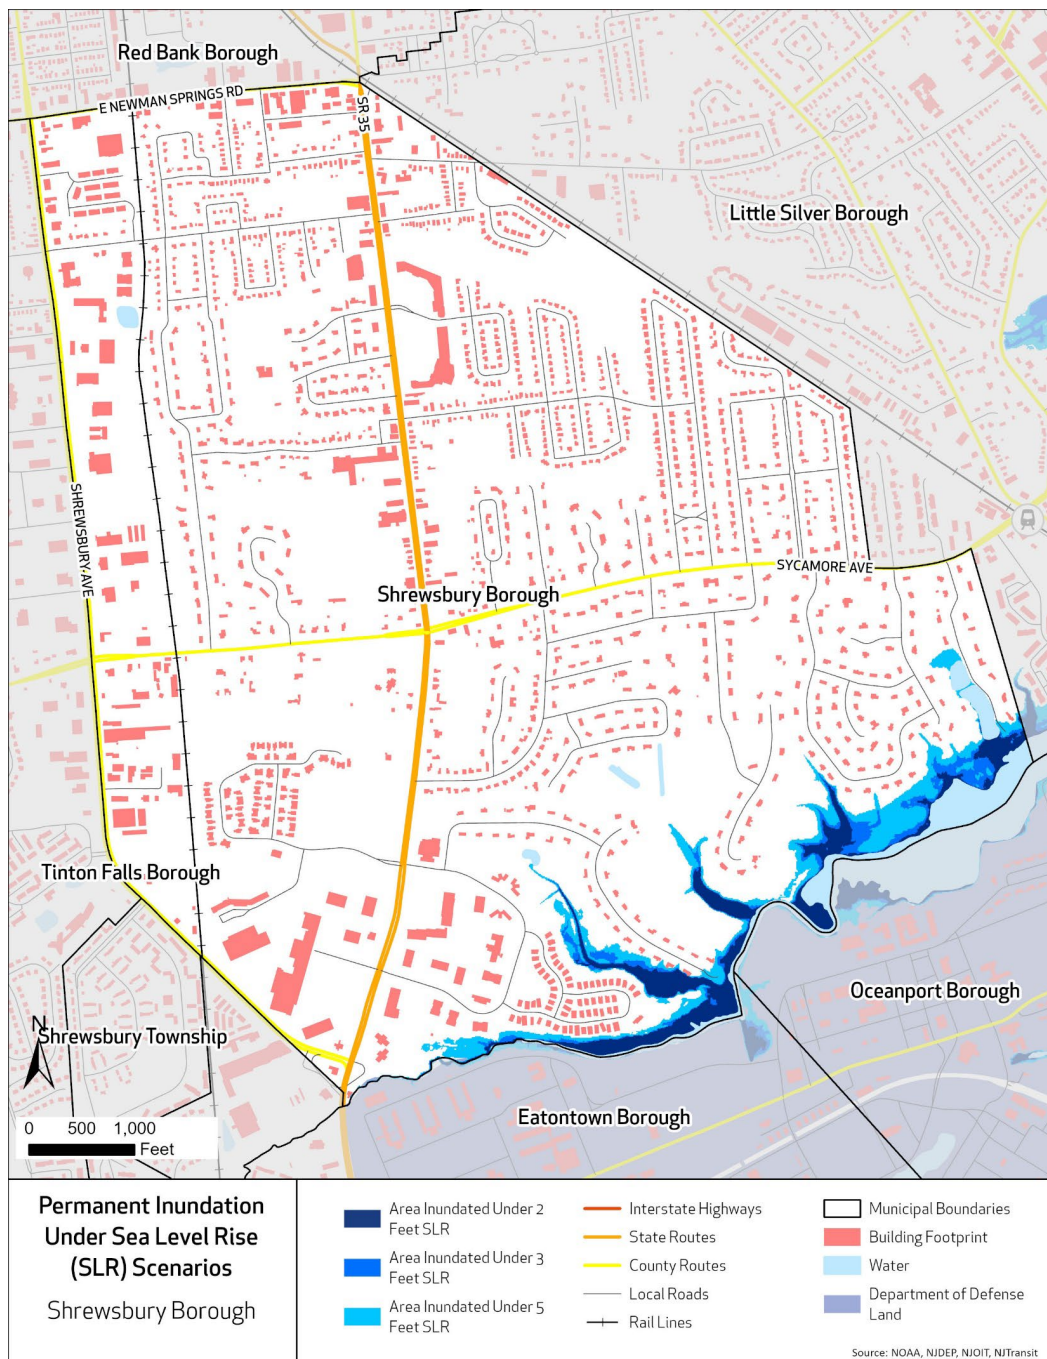 Red Bank Borough
E NEWMAN SPRINGS RD
SR 35
Little Silver Borough
SHREWSBURY AVE
SYCAMORE AVE
Shrewsbury Borough
Tinton Falls Borough
Oceanport Borough
N
Shrewsbury Township
Eatontown Borough
0 500 1,000
Feet
Permanent Inundation
Under Sea Level Rise
(SLR) Scenarios
Shrewsbury Borough
Area Inundated Under 2
Feet SLR
Area Inundated Under 3
Feet SLR
Area Inundated Under 5
Feet SLR
Interstate Highways
State Routes
County Routes
Local Roads
Rail Lines
Municipal Boundaries
Building Footprint
Water
Department of Defense
Land
Source: NOAA, NJDEP, NJOIT, NJTransit